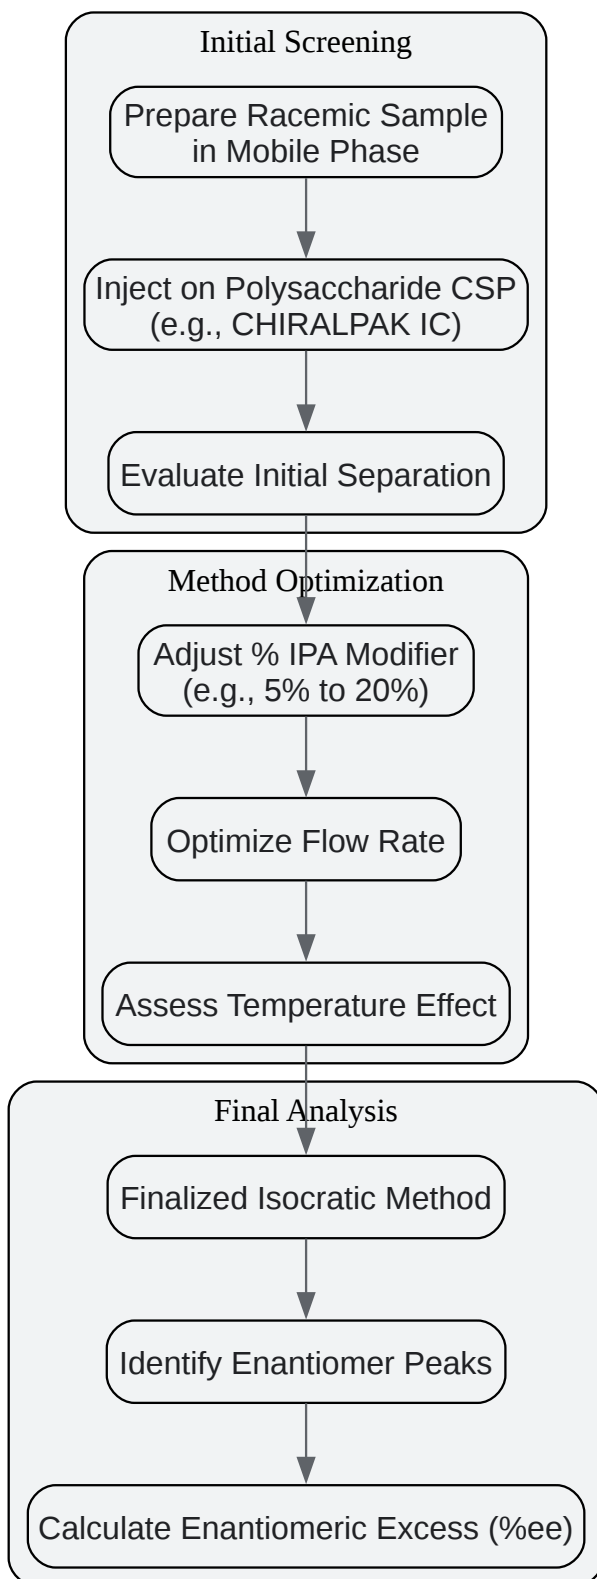 Initial Screening
Prepare Racemic Sample
in Mobile Phase
Inject on Polysaccharide CSP
(e.g., CHIRALPAK IC)
Evaluate Initial Separation
Method Optimization
Adjust % IPA Modifier
(e.g., 5% to 20%)
Optimize Flow Rate
Assess Temperature Effect
Final Analysis
Finalized Isocratic Method
Identify Enantiomer Peaks
Calculate Enantiomeric Excess (%ee)